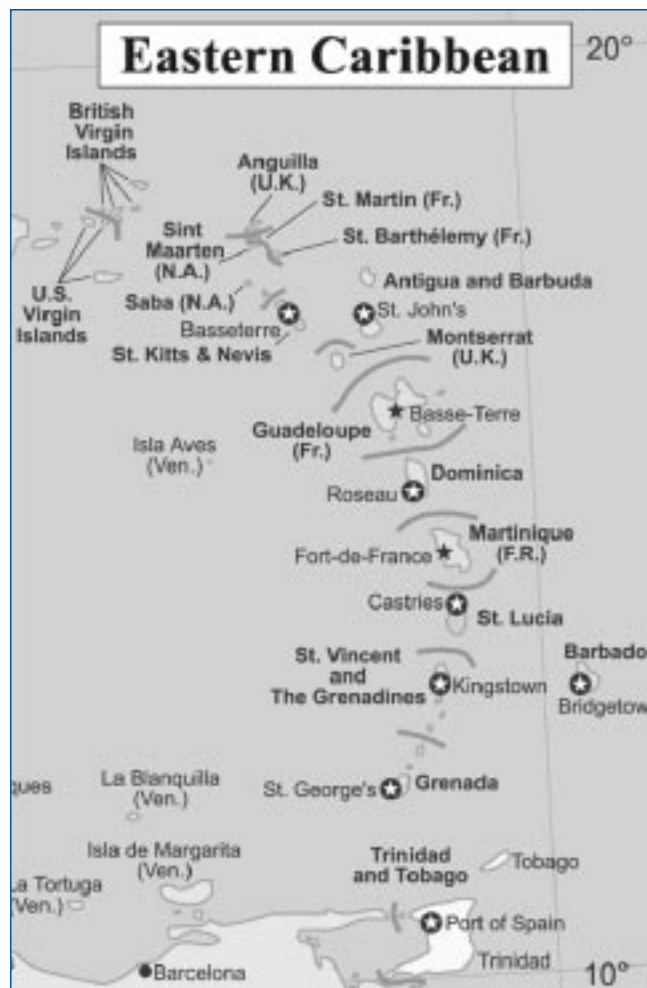 Eastern Caribbean
20°
British
Virgin
Islands
Anguilla
(U.K.)
St. Martin (Fr.)
Sint
Maarten
(N.A.)
St. Barthélemy (Fr.)
U.S.
Virgin
Islands
Saba (N.A.)
Antigua and Barbuda
Basseterre
St. John's
St. Kitts & Nevis
Montserrat
(U.K.)
Basse-Terre
Guadeloupe
(Fr.)
Isla Aves
(Ven.)
Dominica
Roseau
Martinique
(F.R.)
Fort-de-France
Castries
St. Lucia
St. Vincent
and
The Grenadines
Kingstown
Barbado
Bridgetow
ques
La Blanquilla
(Ven.)
St. George's
Grenada
Isla de Margarita
(Ven.)
Trinidad
and Tobago
Tobago
La Tortuga
(Ven.)
Port of Spain
Trinidad
Barcelona
10°